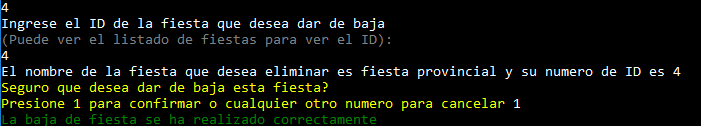 4
Ingrese el ID de la fiesta que desea dar de baja
(Puede ver el listado de fiestas para ver el ID):
4
El nombre de la fiesta que desea eliminar es fiesta provincial y su numero de ID es 4
Seguro que desea dar de baja esta fiesta?
Presione 1 para confirmar o cualquier otro numero para cancelar 1
La baja de fiesta se ha realizado correctamente